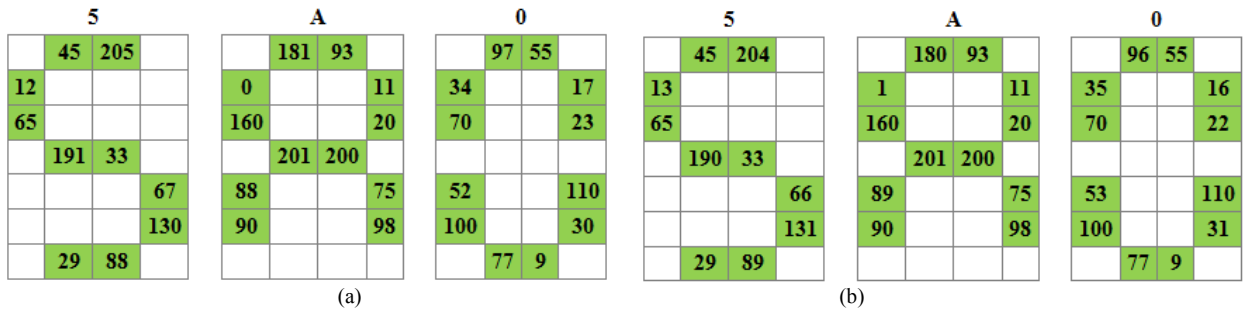 5 A 0 5 A 0
45 205 181 93 97 55 45 204 180 93 96 55
12 0 11 34 17 13 1 11 35 16
65 160 20 70 23 65 160 20 70 22
191 33 201 200 190 33 201 200
67 88 75 52 110 66 89 75 53 110
130 90 98 100 30 131 90 98 100 31
29 88 77 9 29 89 77 9
(a) (b)